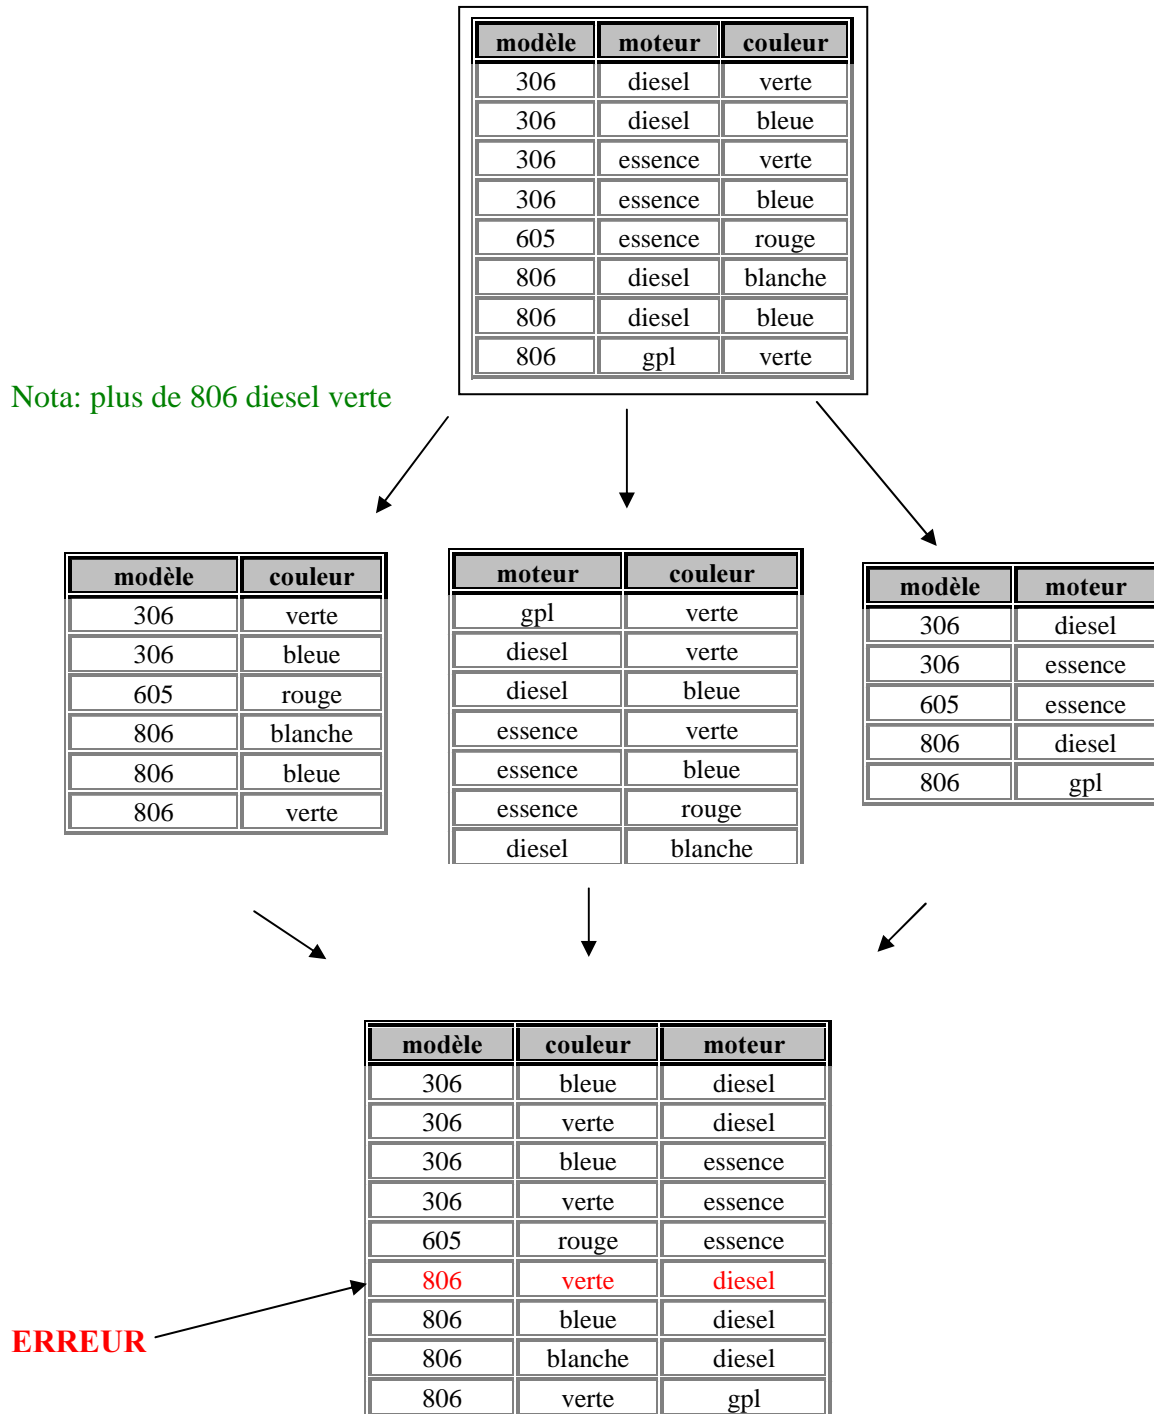 modèle moteur couleur
306 diesel verte
306 diesel bleue
306 essence verte
306 essence bleue
605 essence rouge
806 diesel blanche
806 diesel bleue
806 gpl verte
Nota: plus de 806 diesel verte
modèle couleur
306 verte
306 bleue
605 rouge
806 blanche
806 bleue
806 verte
moteur couleur
gpl verte
diesel verte
diesel bleue
essence verte
essence bleue
essence rouge
diesel blanche
modèle moteur
306 diesel
306 essence
605 essence
806 diesel
806 gpl
modèle couleur moteur
306 bleue diesel
306 verte diesel
306 bleue essence
306 verte essence
605 rouge essence
806 verte diesel
806 bleue diesel
806 blanche diesel
806 verte gpl
ERREUR